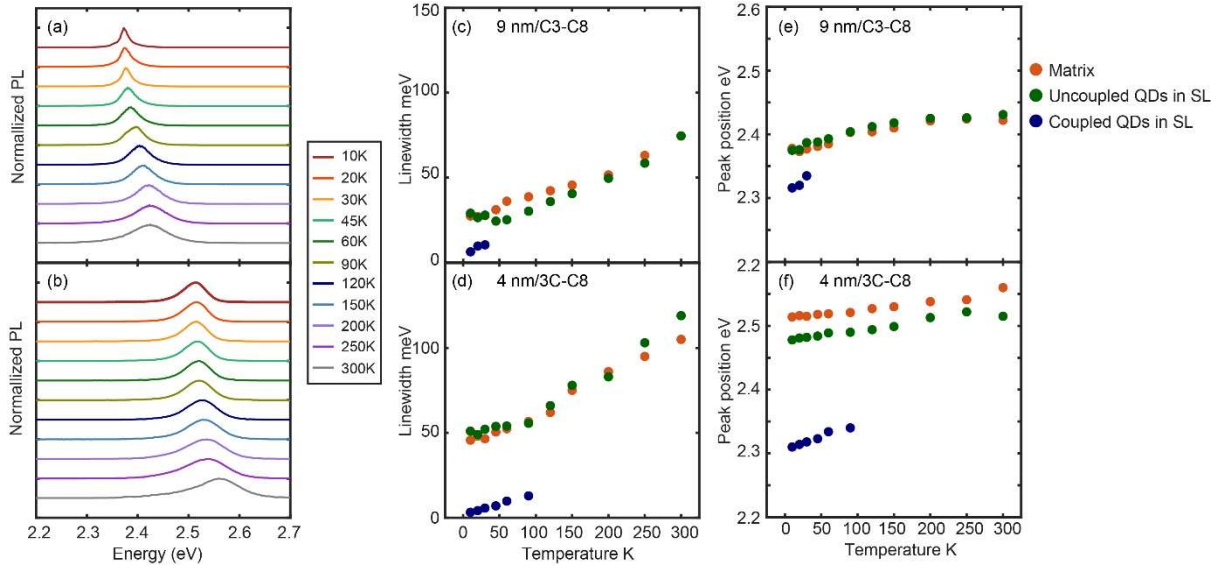 (a)
Normallized PL
(b)
Normallized PL
2.2 2.3 2.4 2.5 2.6 2.7
Energy (eV)
10K
20K
30K
45K
60K
90K
120K
150K
200K
250K
300K
(c) 9 nm/C3-C8
150
100
50
0
Linewidth meV
(d) 4 nm/3C-C8
100
50
0
Linewidth meV
0 50 100 150 200 250 300
Temperature K
(e) 9 nm/C3-C8
2.6
2.5
2.4
2.3
2.2
Peak position eV
(f) 4 nm/3C-C8
2.5
2.4
2.3
2.2
Peak position eV
0 50 100 150 200 250 300
Temperature K
Matrix
Uncoupled QDs in SL
Coupled QDs in SL